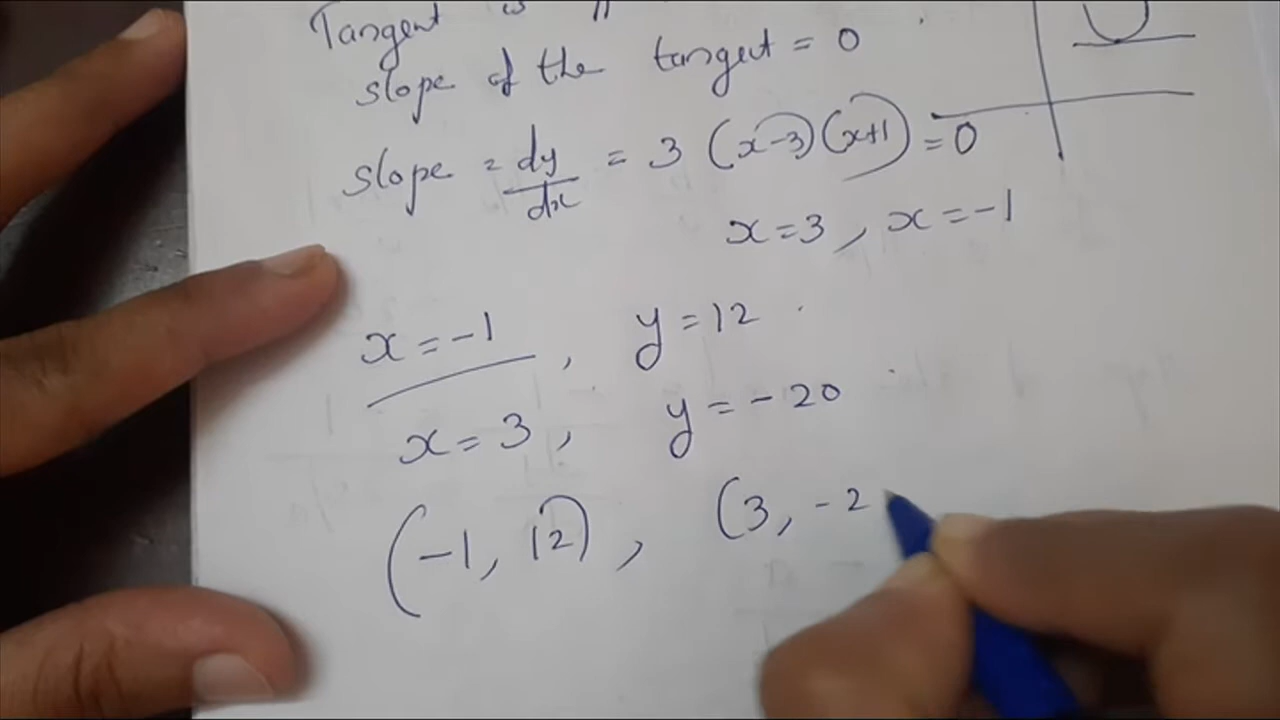 Tangent is
slope of the tangent = 0
slope = dy/dx = 3 (x-3)(x+1) = 0
x=3, x=-1
x=-1, y=12
x=3, y=-20
(-1, 12), (3, -2